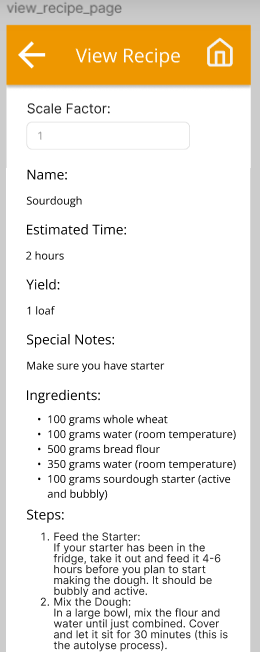 view_recipe_page
View Recipe
Scale Factor:
1
Name:
Sourdough
Estimated Time:
2 hours
Yield:
1 loaf
Special Notes:
Make sure you have starter
Ingredients:
• 100 grams whole wheat
• 100 grams water (room temperature)
• 500 grams bread flour
• 350 grams water (room temperature)
• 100 grams sourdough starter (active
and bubbly)
Steps:
1. Feed the Starter:
If your starter has been in the
fridge, take it out and feed it 4-6
hours before you plan to start
making the dough. It should be
bubbly and active.
2. Mix the Dough:
In a large bowl, mix the flour and
water until just combined. Cover
and let it sit for 30 minutes (this is
the autolyse process).